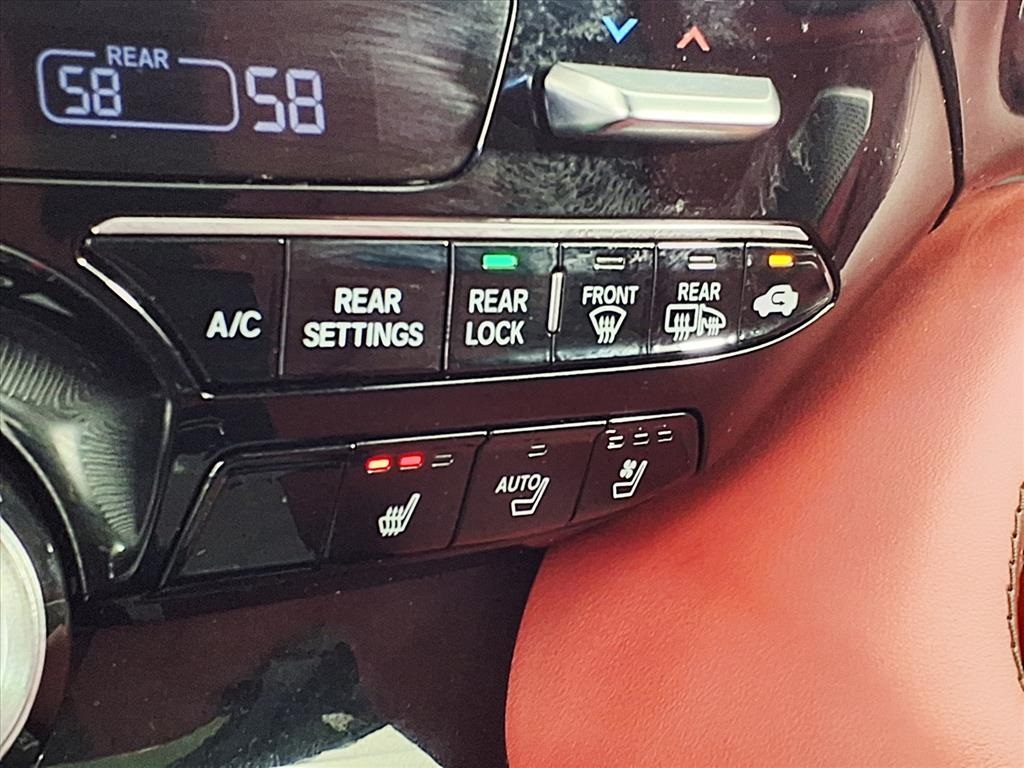 REAR
58 58
A/C
REAR
SETTINGS
REAR
LOCK
FRONT
REAR
AUTO